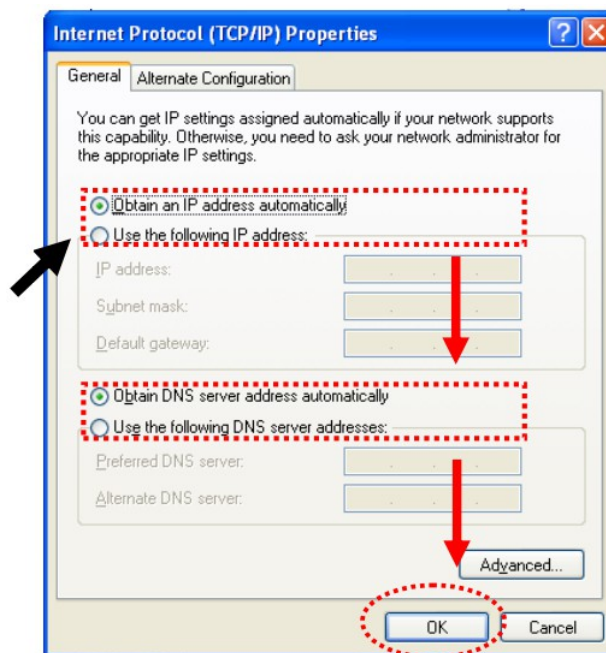 Internet Protocol (TCP/IP) Properties
General
Alternate Configuration
You can get IP settings assigned automatically if your network supports
this capability. Otherwise, you need to ask your network administrator for
the appropriate IP settings.
Obtain an IP address automatically
Use the following IP address:
IP address:
Subnet mask:
Default gateway:
Obtain DNS server address automatically
Use the following DNS server addresses:
Preferred DNS server:
Alternate DNS server:
Advanced...
OK
Cancel